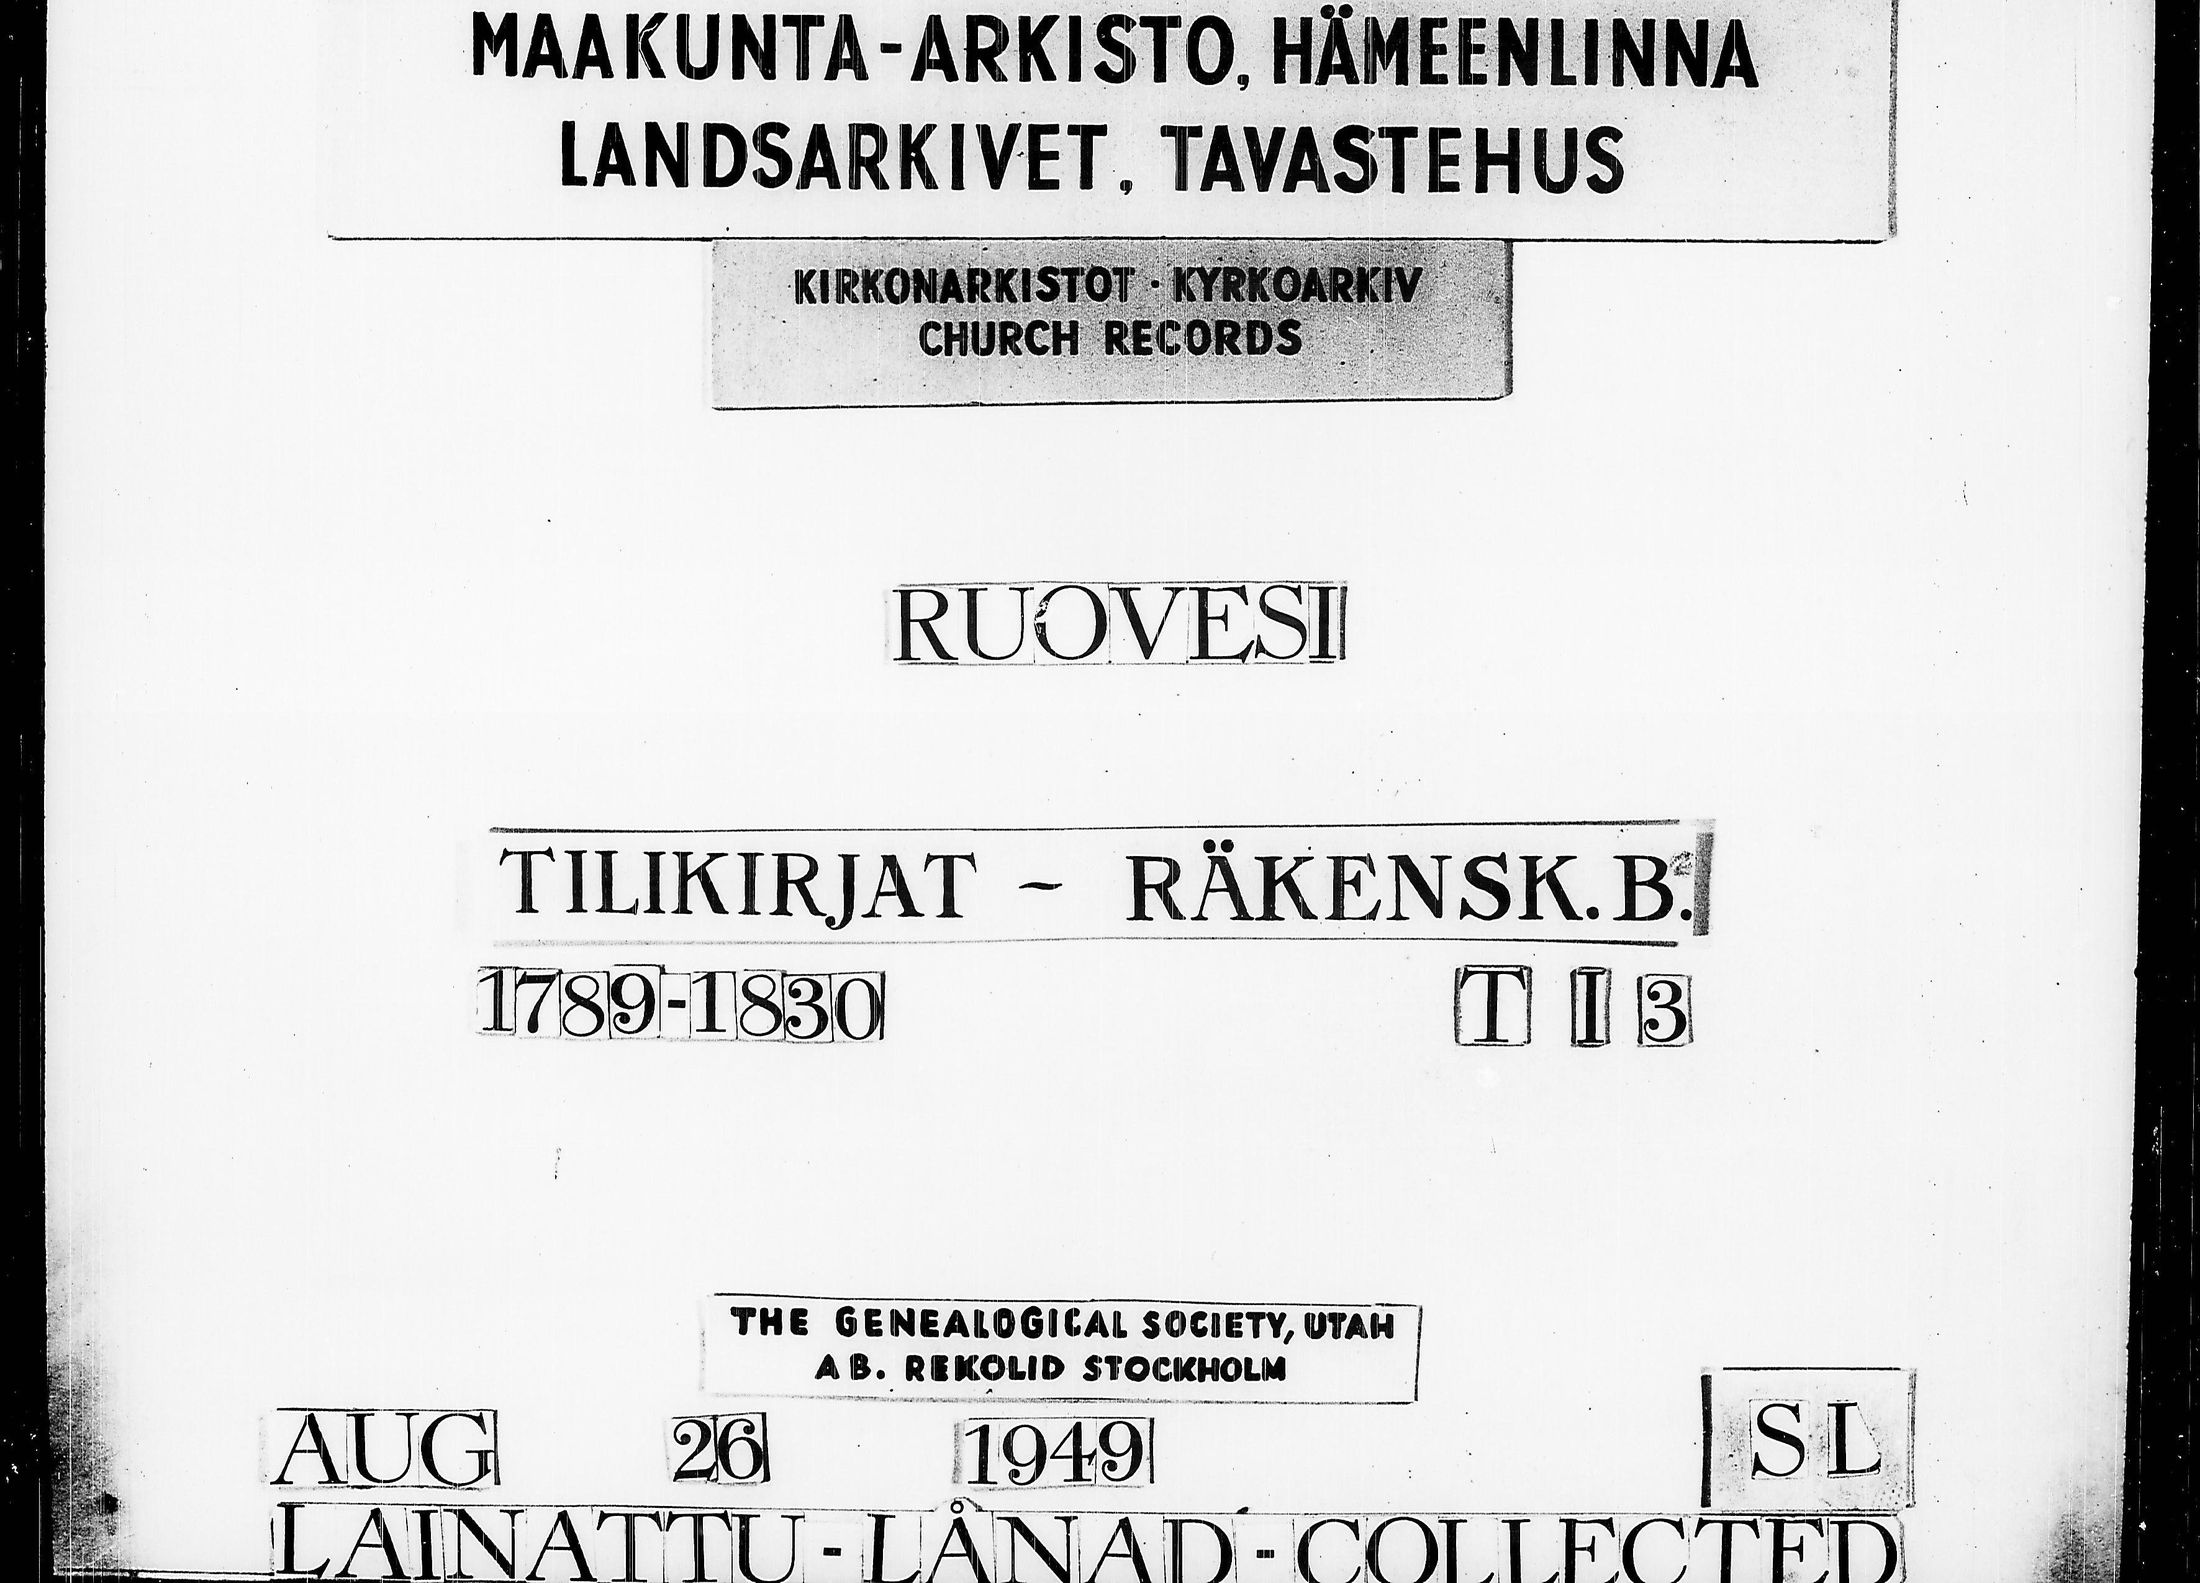 MAAKUNTA-ARKISTO, HÄMEENLINNA
LANDSARKIVET, TAVASTEHUS
KIRKONARKISTOT · KYRKOARKIV
CHURCH RECORDS
RUOVESI
TILIKIRJAT ~ RÄKENSK. B.
1789-1830 T I 3
THE GENEALOGICAL SOCIETY, UTAH
AB. REKOLID STOCKHOLM
AUG 26 1949 SL
LAINATTU - LÅNAD - COLLECTED